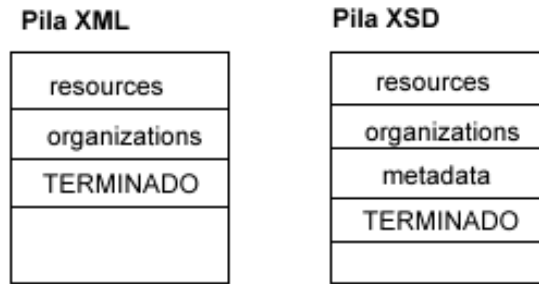 Pila XML
resources
organizations
TERMINADO
Pila XSD
resources
organizations
metadata
TERMINADO